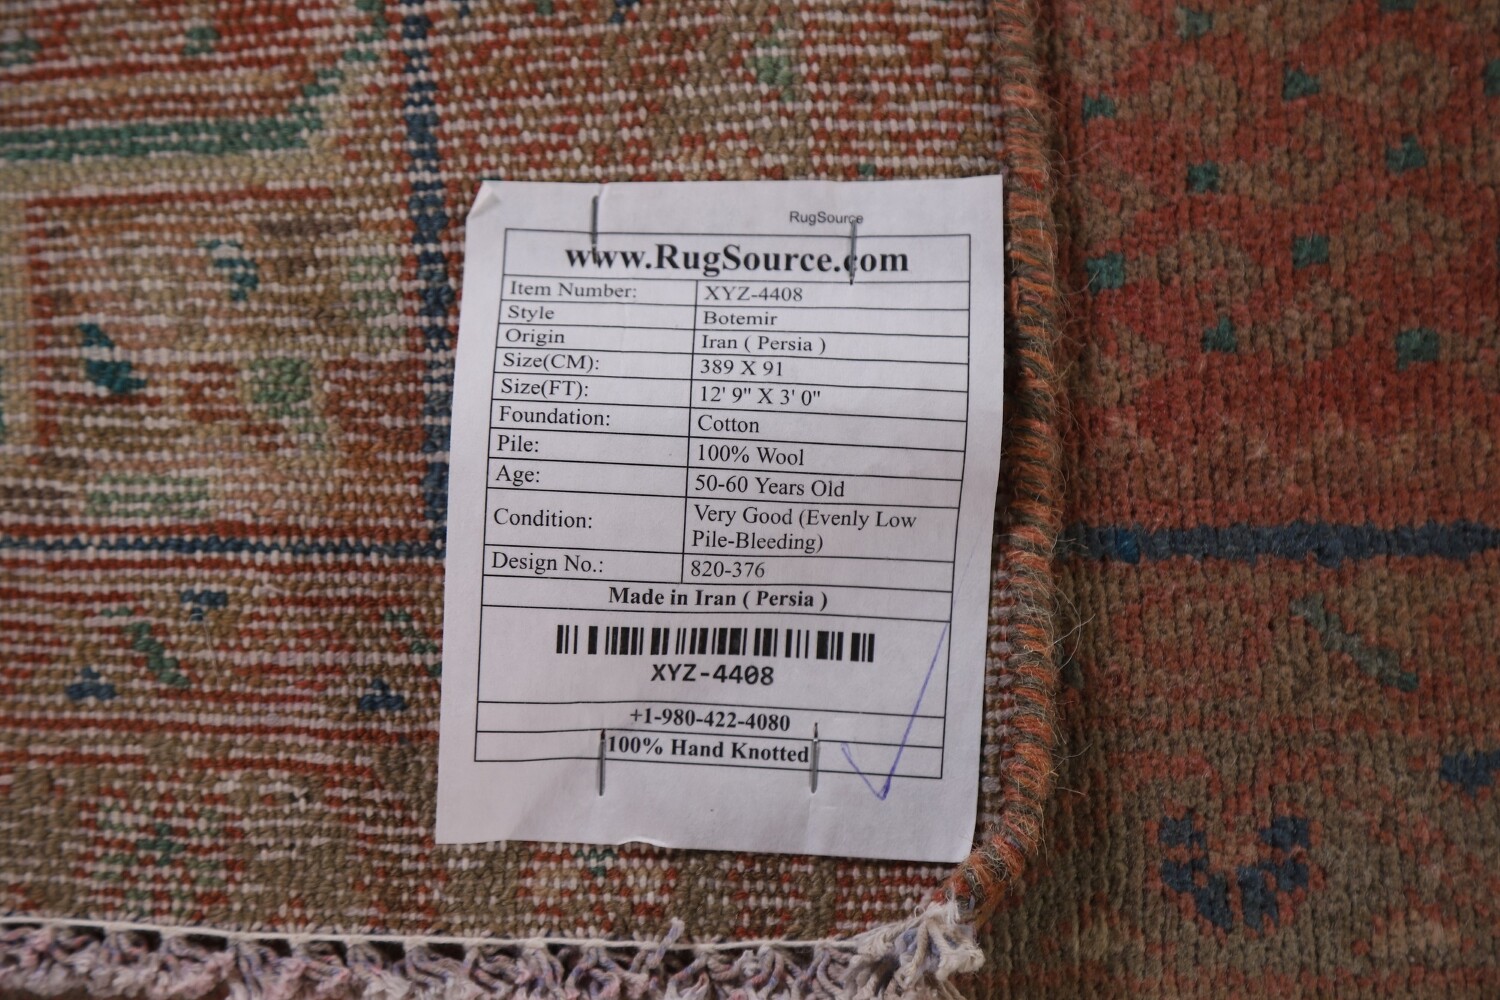 RugSource
www.RugSource.com
Item Number: XYZ-4408
Style Botemir
Origin Iran ( Persia )
Size(CM): 389 X 91
Size(FT): 12' 9" X 3' 0"
Foundation: Cotton
Pile: 100% Wool
Age: 50-60 Years Old
Condition: Very Good (Evenly Low
Pile-Bleeding)
Design No.: 820-376
Made in Iran ( Persia )
XYZ-4408
+1-980-422-4080
100% Hand Knotted